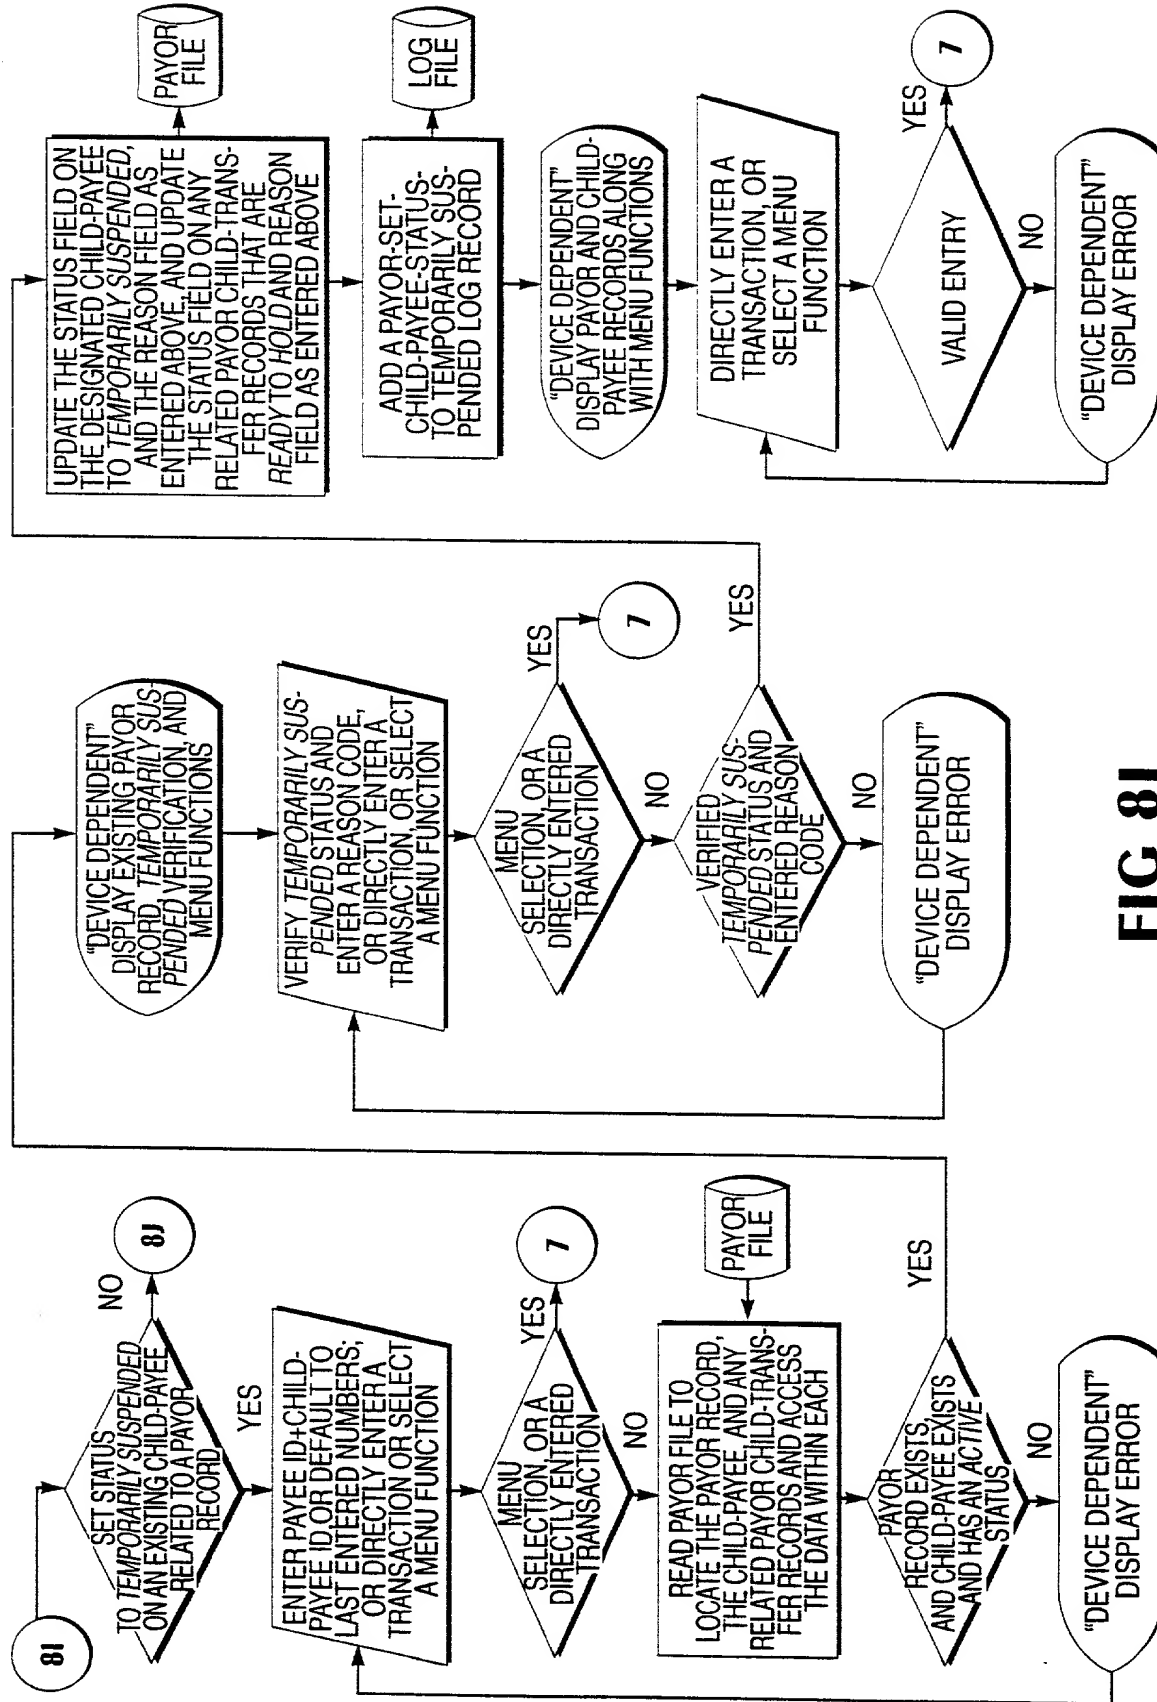 8I
SET STATUS
TO TEMPORARILY SUSPENDED
ON AN EXISTING CHILD-PAYEE
RELATED TO A PAYOR
RECORD
NO
8J
YES
ENTER PAYEE ID+CHILD-
PAYEE ID,OR DEFAULT TO
LAST ENTERED NUMBERS;
OR DIRECTLY ENTER A
TRANSACTION OR SELECT
A MENU FUNCTION
MENU
SELECTION, OR A
DIRECTLY ENTERED
TRANSACTION
YES
7
NO
READ PAYOR FILE TO
LOCATE THE PAYOR RECORD,
THE CHILD-PAYEE, AND ANY
RELATED PAYOR CHILD-TRANS-
FER RECORDS AND ACCESS
THE DATA WITHIN EACH
PAYOR
FILE
PAYOR
RECORD EXISTS,
AND CHILD-PAYEE EXISTS
AND HAS AN ACTIVE
STATUS
YES
NO
"DEVICE DEPENDENT"
DISPLAY ERROR
"DEVICE DEPENDENT"
DISPLAY EXISTING PAYOR
RECORD, TEMPORARILY SUS-
PENDED, VERIFICATION, AND
MENU FUNCTIONS,
VERIFY TEMPORARILY SUS-
PENDED STATUS AND
ENTER A REASON CODE,
OR DIRECTLY ENTER A
TRANSACTION, OR SELECT
A MENU FUNCTION
MENU
SELECTION, OR A
DIRECTLY ENTERED
TRANSACTION
YES
7
NO
VERIFIED
TEMPORARILY SUS-
PENDED STATUS AND
ENTERED REASON
CODE
YES
NO
"DEVICE DEPENDENT"
DISPLAY ERROR
UPDATE THE STATUS FIELD ON
THE DESIGNATED CHILD-PAYEE
TO TEMPORARILY SUSPENDED,
AND THE REASON FIELD AS
ENTERED ABOVE, AND UPDATE
THE STATUS FIELD ON ANY
RELATED PAYOR CHILD-TRANS-
FER RECORDS THAT ARE
READY TO HOLD AND REASON
FIELD AS ENTERED ABOVE
PAYOR
FILE
ADD A PAYOR-SET-
CHILD-PAYEE-STATUS-
TO TEMPORARILY SUS-
PENDED LOG RECORD
LOG
FILE
"DEVICE DEPENDENT"
DISPLAY PAYOR AND CHILD-
PAYEE RECORDS ALONG
WITH MENU FUNCTIONS
DIRECTLY ENTER A
TRANSACTION, OR
SELECT A MENU
FUNCTION
VALID ENTRY
YES
7
NO
"DEVICE DEPENDENT"
DISPLAY ERROR
FIG 8I